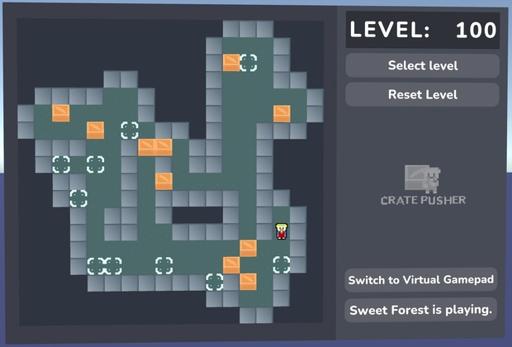 LEVEL: 100
Select level
Reset Level
CRATE PUSHER
Switch to Virtual Gamepad
Sweet Forest is playing.